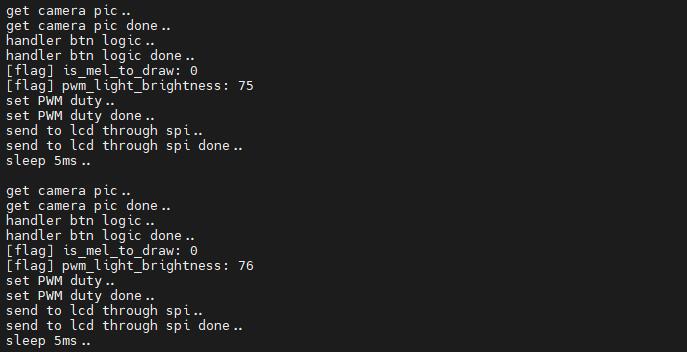 get camera pic..
get camera pic done..
handler btn logic..
handler btn logic done..
[flag] is_mel_to_draw: 0
[flag] pwm_light_brightness: 75
set PWM duty..
set PWM duty done..
send to lcd through spi..
send to lcd through spi done..
sleep 5ms..

get camera pic..
get camera pic done..
handler btn logic..
handler btn logic done..
[flag] is_mel_to_draw: 0
[flag] pwm_light_brightness: 76
set PWM duty..
set PWM duty done..
send to lcd through spi..
send to lcd through spi done..
sleep 5ms..